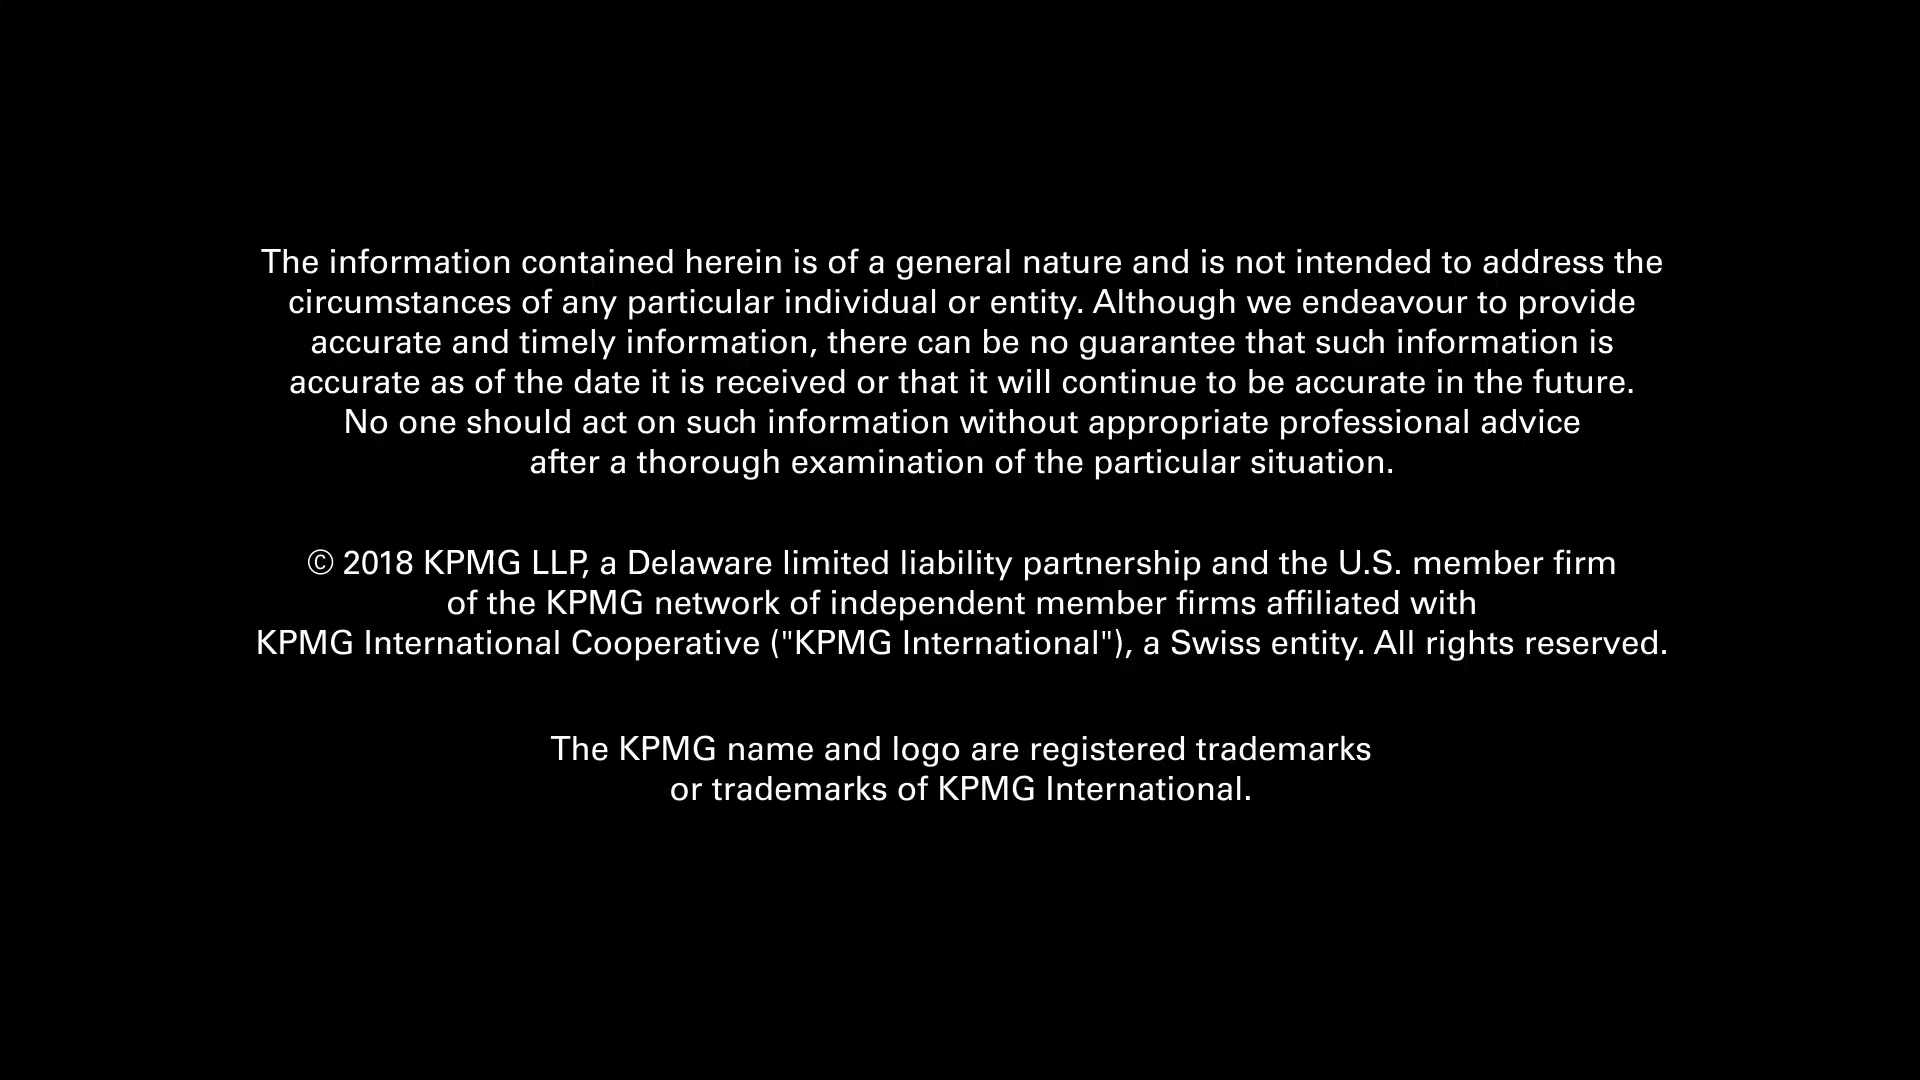 The information contained herein is of a general nature and is not intended to address the
circumstances of any particular individual or entity. Although we endeavour to provide
accurate and timely information, there can be no guarantee that such information is
accurate as of the date it is received or that it will continue to be accurate in the future.
No one should act on such information without appropriate professional advice
after a thorough examination of the particular situation.
© 2018 KPMG LLP, a Delaware limited liability partnership and the U.S. member firm
of the KPMG network of independent member firms affiliated with
KPMG International Cooperative ("KPMG International"), a Swiss entity. All rights reserved.
The KPMG name and logo are registered trademarks
or trademarks of KPMG International.